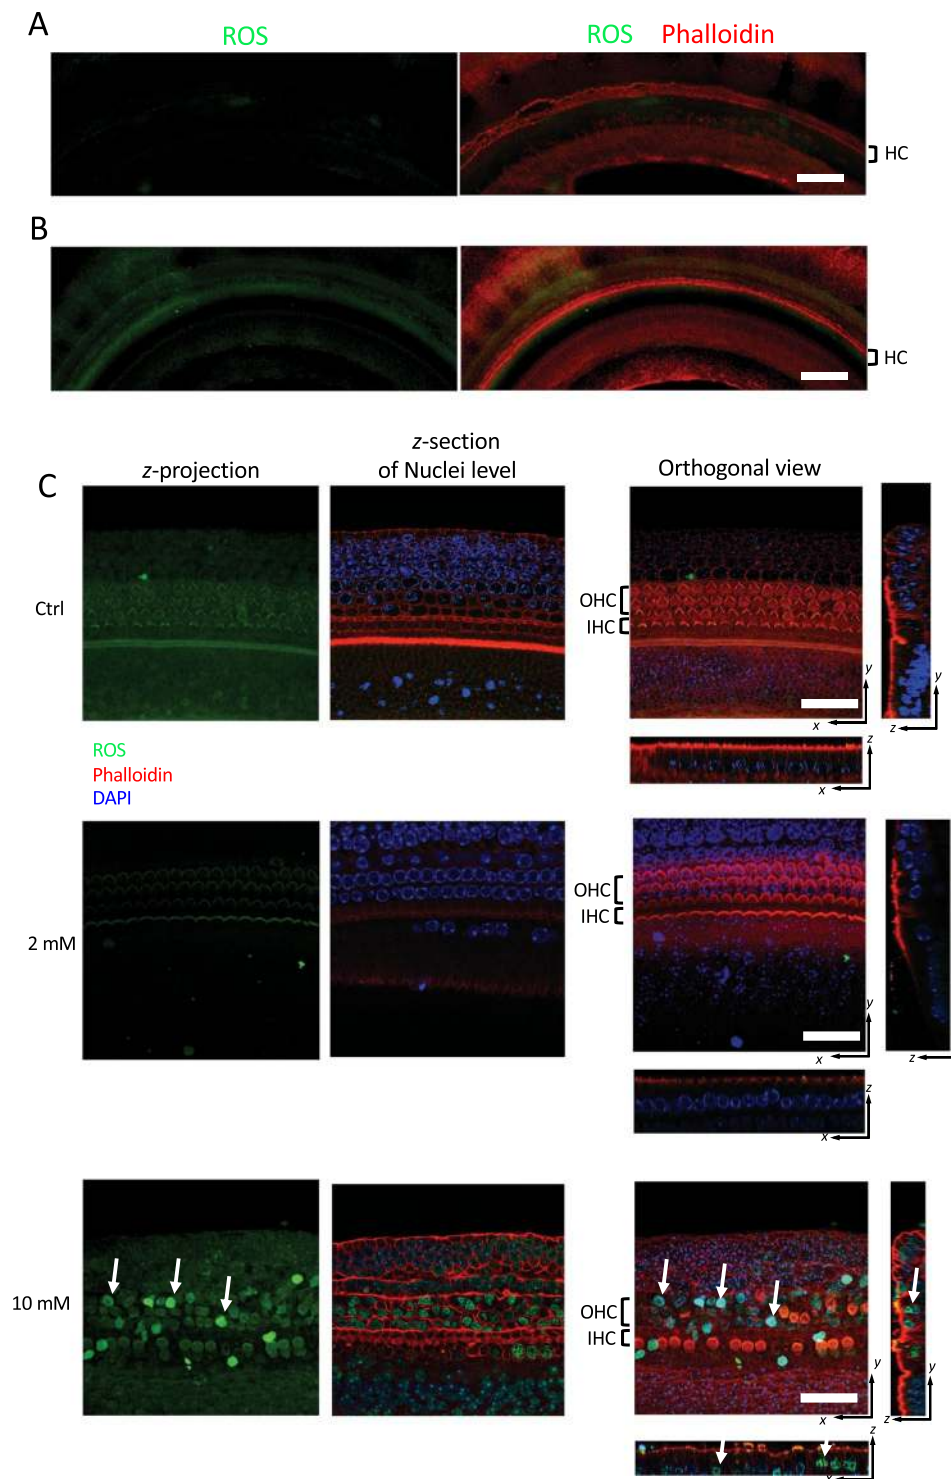 A
ROS
ROS Phalloidin
HC
B
HC
z-section
z-projection
of Nuclei level
Orthogonal view
C
Ctrl
OHC
IHC
y
x
y
z
z
x
ROS
Phalloidin
DAPI
2 mM
OHC
IHC
y
x
z
z
x
10 mM
OHC
IHC
y
x
y
z
z
x